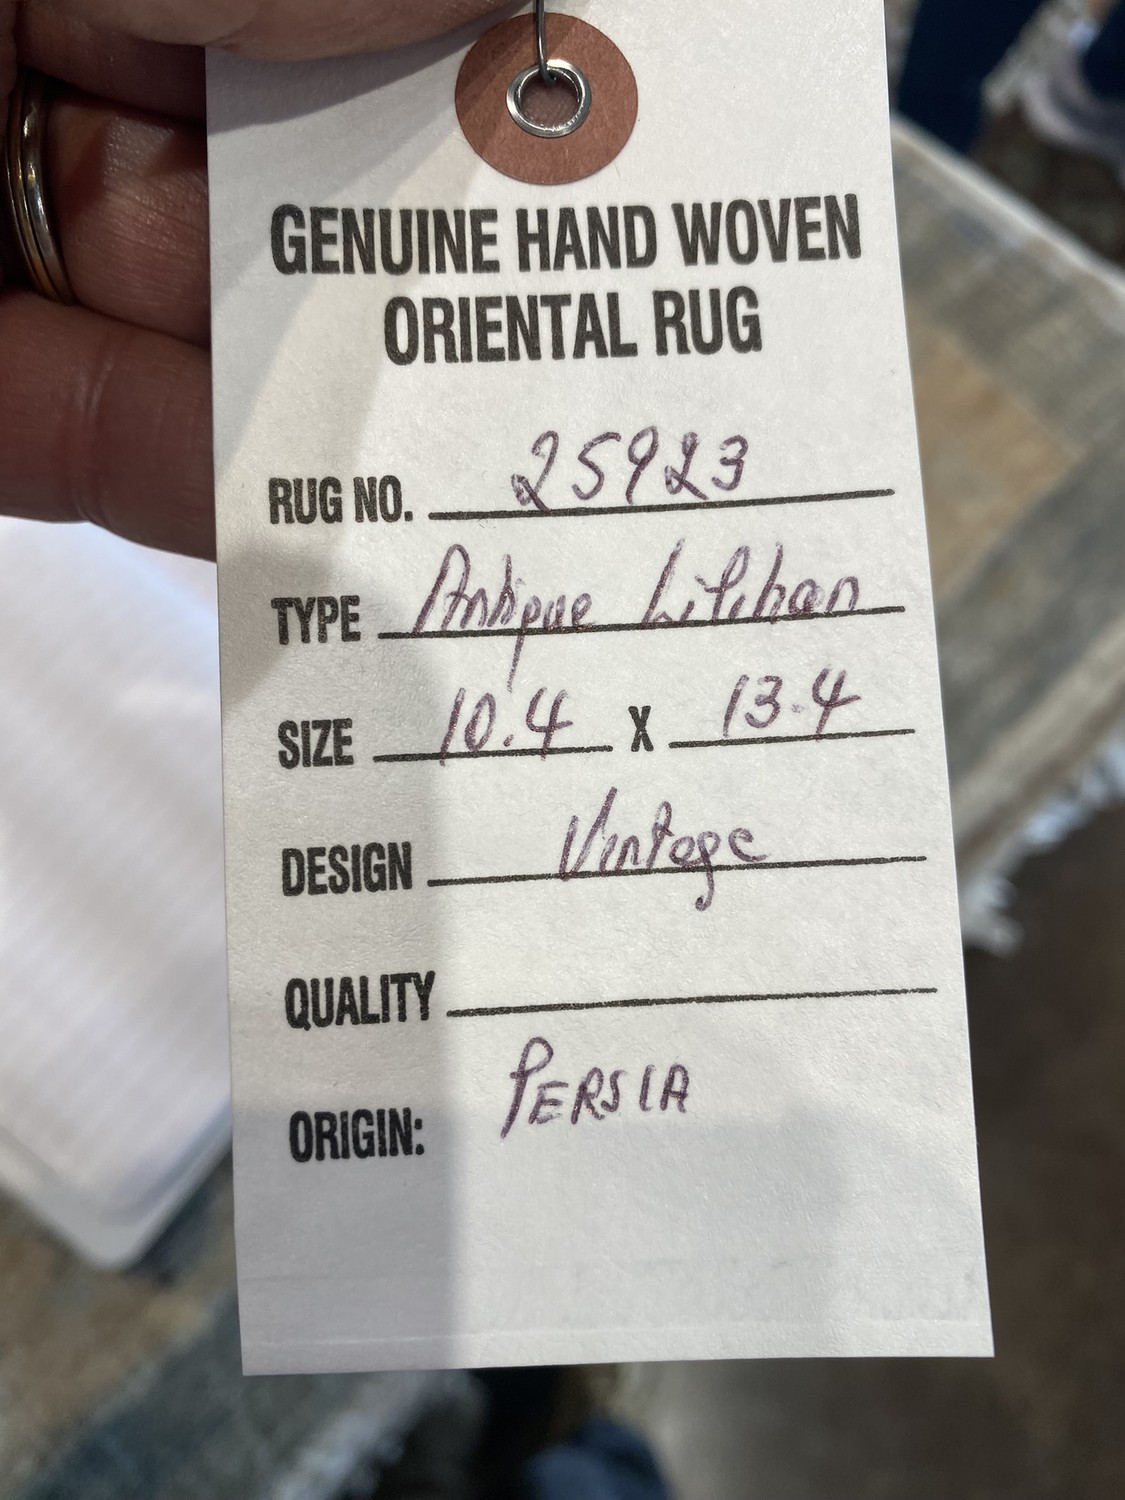 GENUINE HAND WOVEN
ORIENTAL RUG
RUG NO. 25923
TYPE Antique Lilihan
SIZE 10.4 X 13.4
DESIGN Vintage
QUALITY
ORIGIN: PERSIA